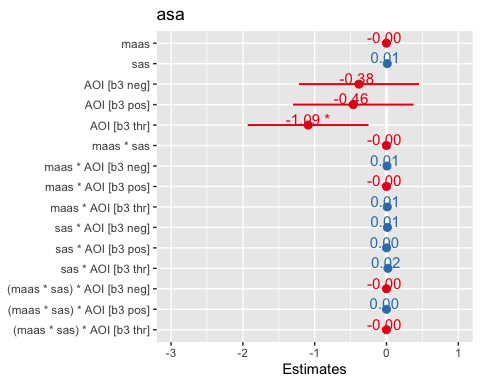 asa
maas -0.00
sas 0.01
AOI [b3 neg] -0.38
AOI [b3 pos] -0.46
AOI [b3 thr] -1.09 *
maas * sas -0.00
maas * AOI [b3 neg] 0.01
maas * AOI [b3 pos] -0.00
maas * AOI [b3 thr] 0.01
sas * AOI [b3 neg] 0.01
sas * AOI [b3 pos] 0.00
sas * AOI [b3 thr] 0.02
(maas * sas) * AOI [b3 neg] -0.00
(maas * sas) * AOI [b3 pos] 0.00
(maas * sas) * AOI [b3 thr] -0.00
-3 -2 -1 0 1
Estimates